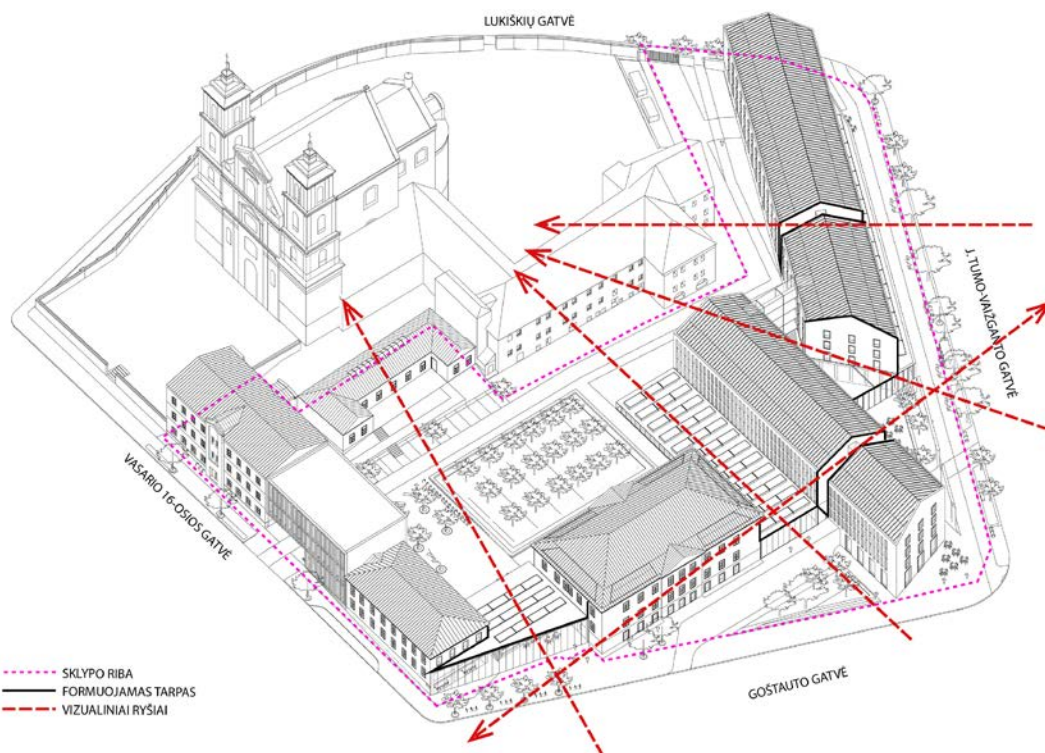 LUKIŠKIŲ GATVĖ
J. TUMO-VAIŽGANTO GATVĖ
VASARIO 16-OSIOS GATVĖ
GOŠTAUTO GATVĖ
SKLYPO RIBA
FORMUOJAMAS TARPAS
VIZUALINIAI RYŠIAI